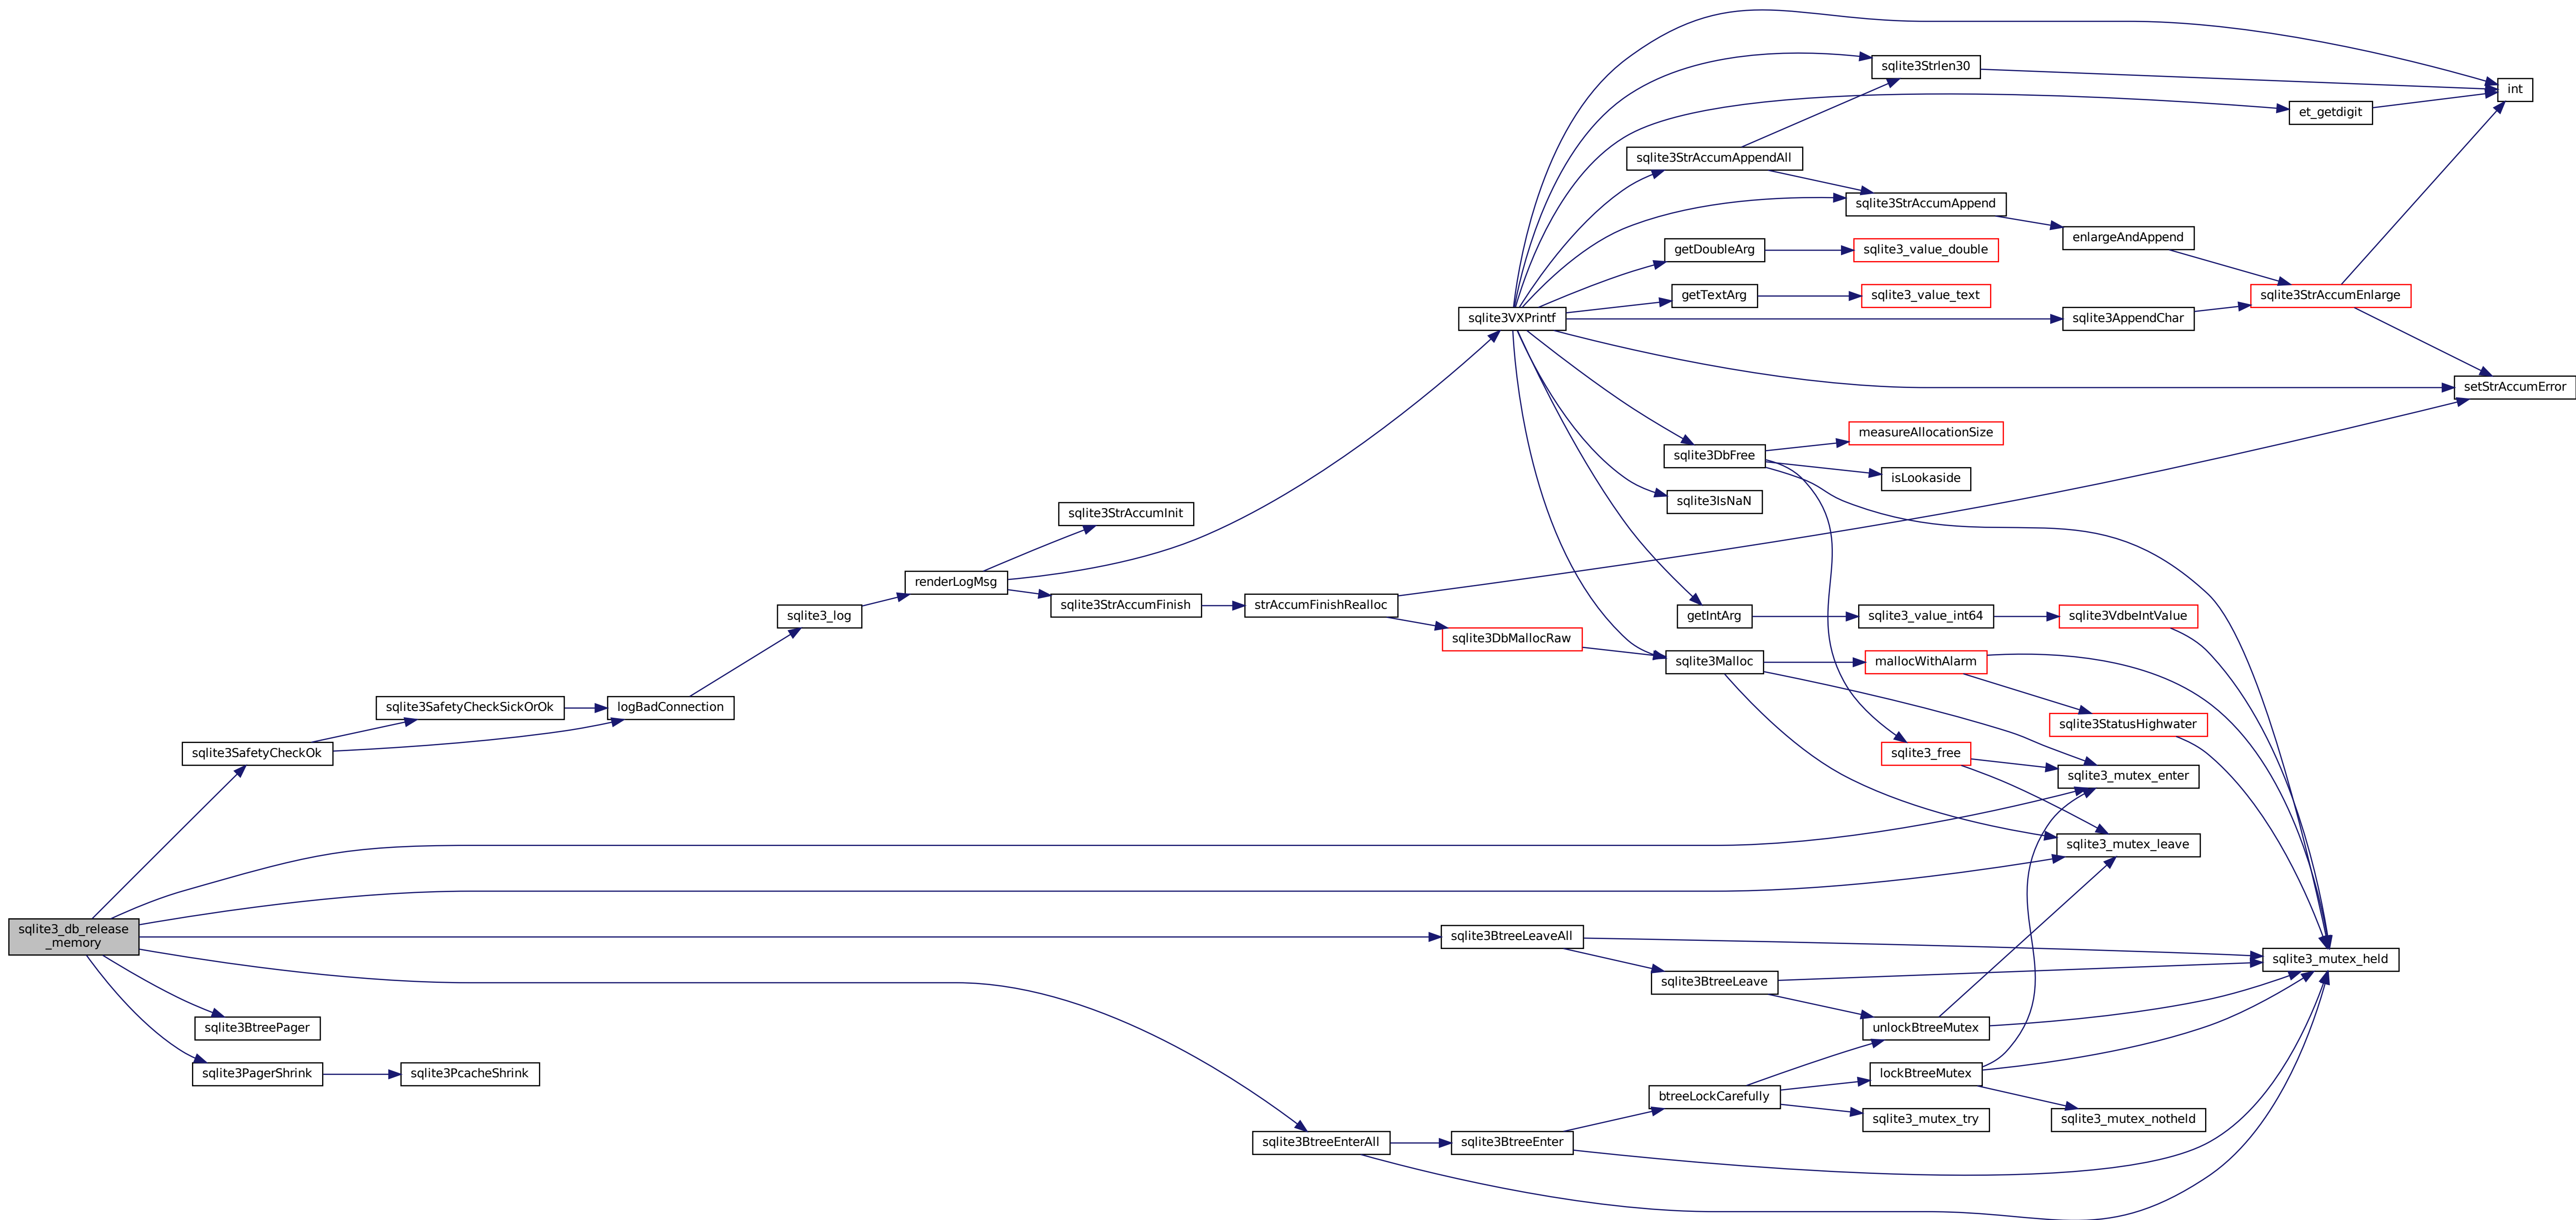 int
sqlite3Strlen30
et_getdigit
sqlite3StrAccumAppendAll
sqlite3StrAccumAppend
enlargeAndAppend
getDoubleArg
sqlite3_value_double
getTextArg
sqlite3_value_text
sqlite3StrAccumEnlarge
sqlite3VXPrintf
sqlite3AppendChar
setStrAccumError
measureAllocationSize
sqlite3DbFree
isLookaside
sqlite3IsNaN
sqlite3StrAccumInit
renderLogMsg
sqlite3StrAccumFinish
strAccumFinishRealloc
sqlite3_log
getIntArg
sqlite3_value_int64
sqlite3VdbeIntValue
sqlite3DbMallocRaw
sqlite3Malloc
mallocWithAlarm
sqlite3SafetyCheckSickOrOk
logBadConnection
sqlite3StatusHighwater
sqlite3SafetyCheckOk
sqlite3_free
sqlite3_mutex_enter
sqlite3_mutex_leave
sqlite3_db_release
_memory
sqlite3BtreeLeaveAll
sqlite3_mutex_held
sqlite3BtreeLeave
sqlite3BtreePager
unlockBtreeMutex
sqlite3PagerShrink
sqlite3PcacheShrink
lockBtreeMutex
btreeLockCarefully
sqlite3_mutex_try
sqlite3_mutex_notheld
sqlite3BtreeEnterAll
sqlite3BtreeEnter